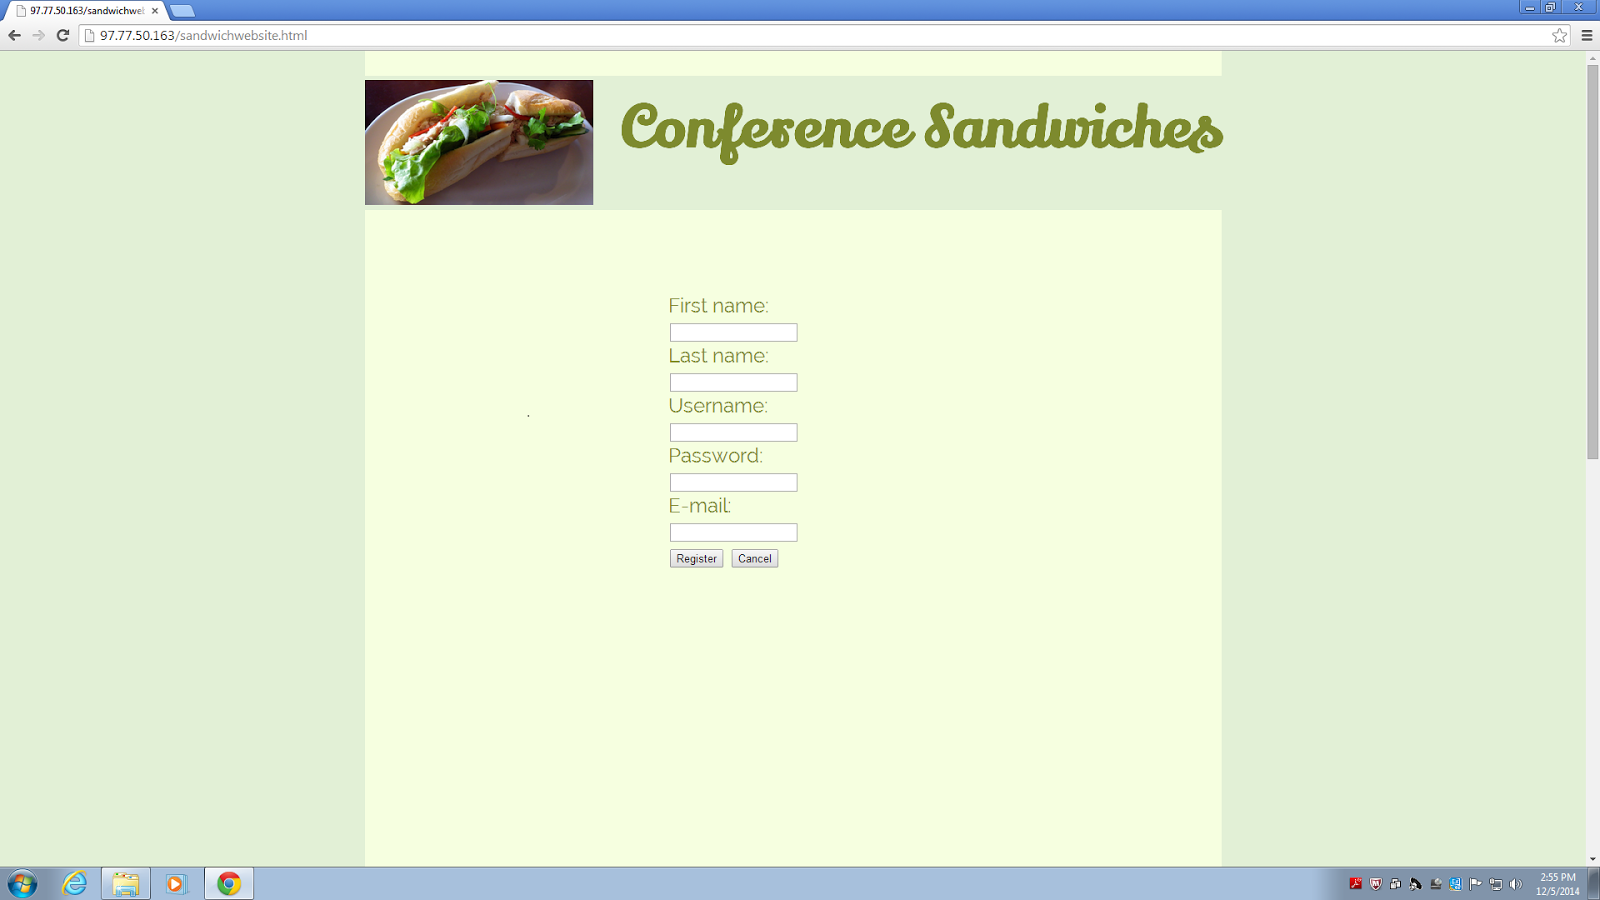 97.77.50.163/sandwichwebs
97.77.50.163/sandwichwebsite.html
Conference Sandwiches
First name:
Last name:
Username:
Password:
E-mail:
Register Cancel
2:55 PM
12/5/2014